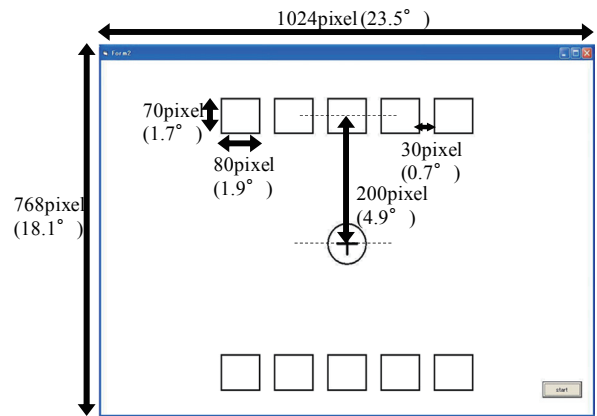 1024pixel(23.5°)
Form2
70pixel
(1.7°)
80pixel
(1.9°)
30pixel
(0.7°)
200pixel
(4.9°)
768pixel
(18.1°)
start